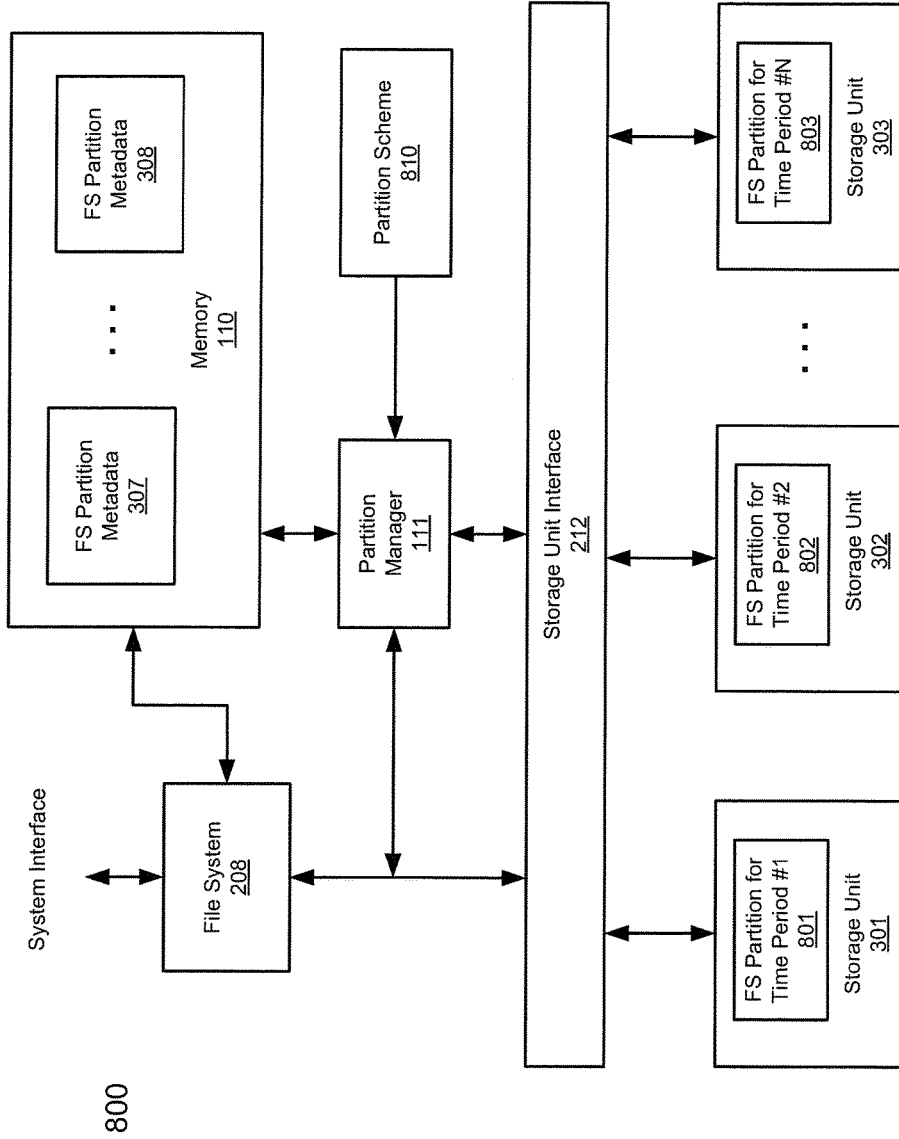 800
System Interface
File System
208
FS Partition
Metadata
307
. . .
FS Partition
Metadata
308
Memory
110
Partition
Manager
111
Partition Scheme
810
Storage Unit Interface
212
FS Partition for
Time Period #1
801
Storage Unit
301
FS Partition for
Time Period #2
802
Storage Unit
302
. . .
FS Partition for
Time Period #N
803
Storage Unit
303